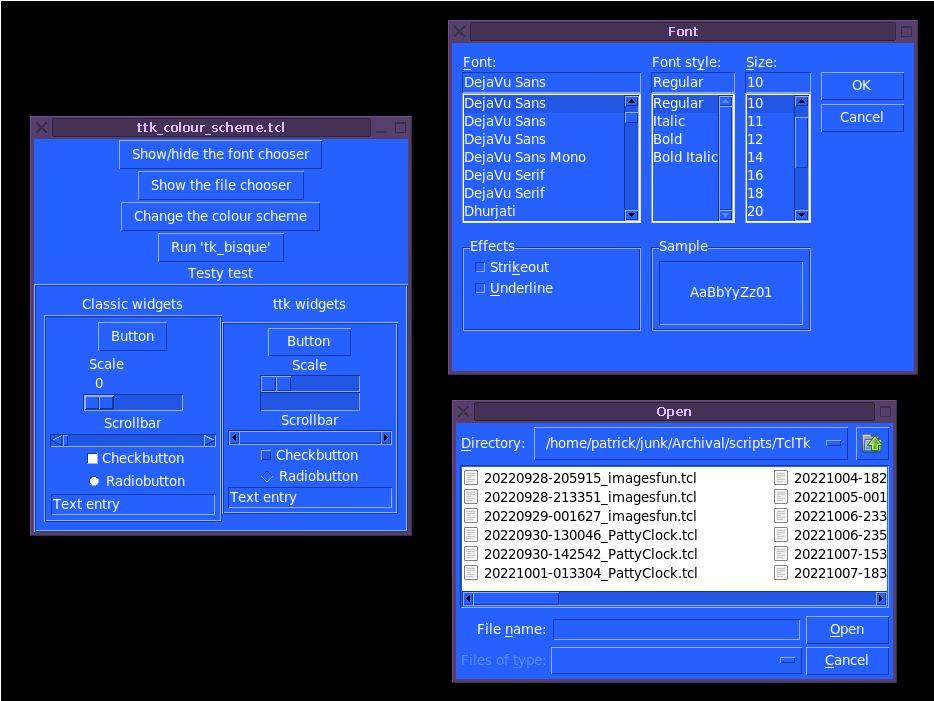 ttk_colour_scheme.tcl
Show/hide the font chooser
Show the file chooser
Change the colour scheme
Run 'tk_bisque'
Testy test
Classic widgets
Button
Scale
0
Scrollbar
Checkbutton
Radiobutton
Text entry
ttk widgets
Button
Scale
Scrollbar
Checkbutton
Radiobutton
Text entry
Font
Font:
DejaVu Sans
DejaVu Sans
DejaVu Sans
DejaVu Sans
DejaVu Sans Mono
DejaVu Serif
DejaVu Serif
Dhurjati
Font style:
Regular
Regular
Italic
Bold
Bold Italic
Size:
10
10
11
12
14
16
18
20
OK
Cancel
Effects
Strikeout
Underline
Sample
AaBbYyZz01
Open
Directory: /home/patrick/junk/Archival/scripts/TclTk
20220928-205915_imagesfun.tcl
20220928-213351_imagesfun.tcl
20220929-001627_imagesfun.tcl
20220930-130046_PattyClock.tcl
20220930-142542_PattyClock.tcl
20221001-013304_PattyClock.tcl
20221004-182
20221005-001
20221006-233
20221006-235
20221007-153
20221007-183
File name:
Open
Files of type:
Cancel